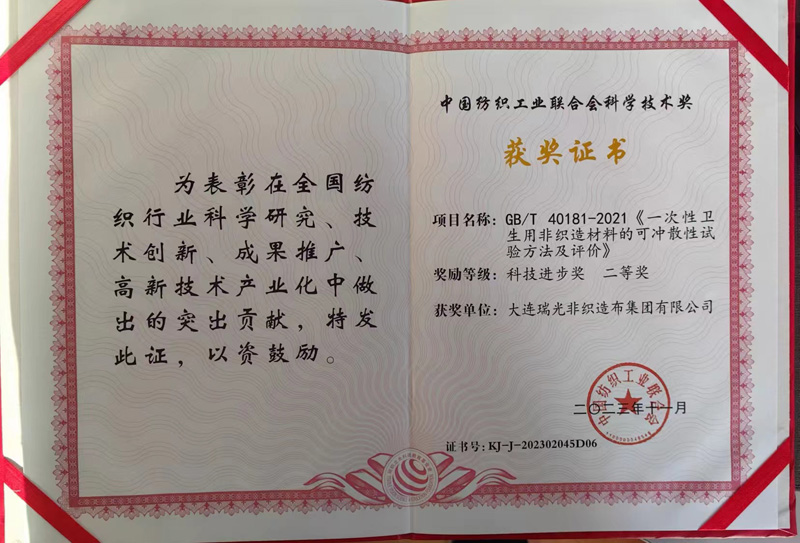 为表彰在全国纺
织行业科学研究、技
术创新、成果推广、
高新技术产业化中做
出的突出贡献，特发
此证，以资鼓励。
中国纺织工业联合会科学技术奖
获奖证书
项目名称：GB/T 40181-2021《一次性卫
生用非织造材料的可冲散性试
验方法及评价》
奖励等级：科技进步奖 二等奖
获奖单位：大连瑞光非织造布集团有限公司
中国纺织工业联合会
二〇二三年十一月
证书号：KJ-J-202302045D06